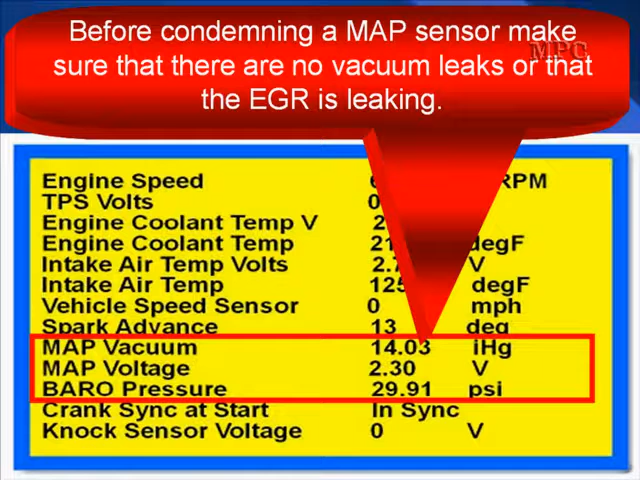 Before condemning a MAP sensor make
sure that there are no vacuum leaks or that
the EGR is leaking.
MPC
Engine Speed RPM
TPS Volts
Engine Coolant Temp V
Engine Coolant Temp degF
Intake Air Temp Volts V
Intake Air Temp degF
Vehicle Speed Sensor 0 mph
Spark Advance 13 deg
MAP Vacuum 14.03 iHg
MAP Voltage 2.30 V
BARO Pressure 29.91 psi
Crank Sync at Start In Sync
Knock Sensor Voltage 0 V